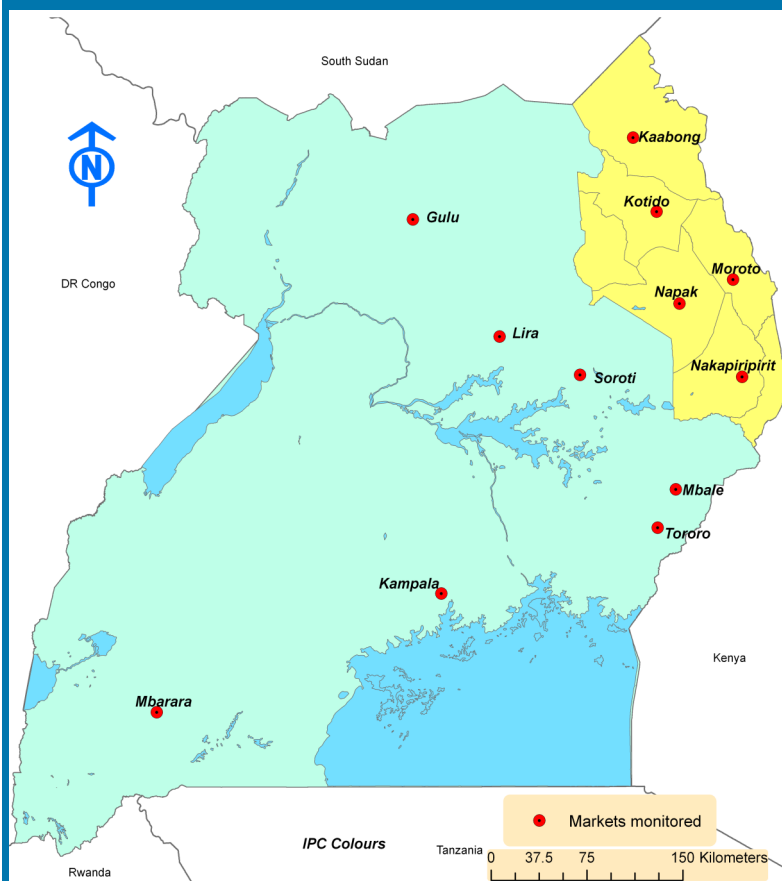 South Sudan
Kaabong
N
Kotido
Gulu
Moroto
DR Congo
Napak
Lira
Nakapiripirit
Soroti
Mbale
Tororo
Kampala
Kenya
Mbarara
Markets monitored
IPC Colours
Tanzania
0 37.5 75 150 Kilometers
Rwanda